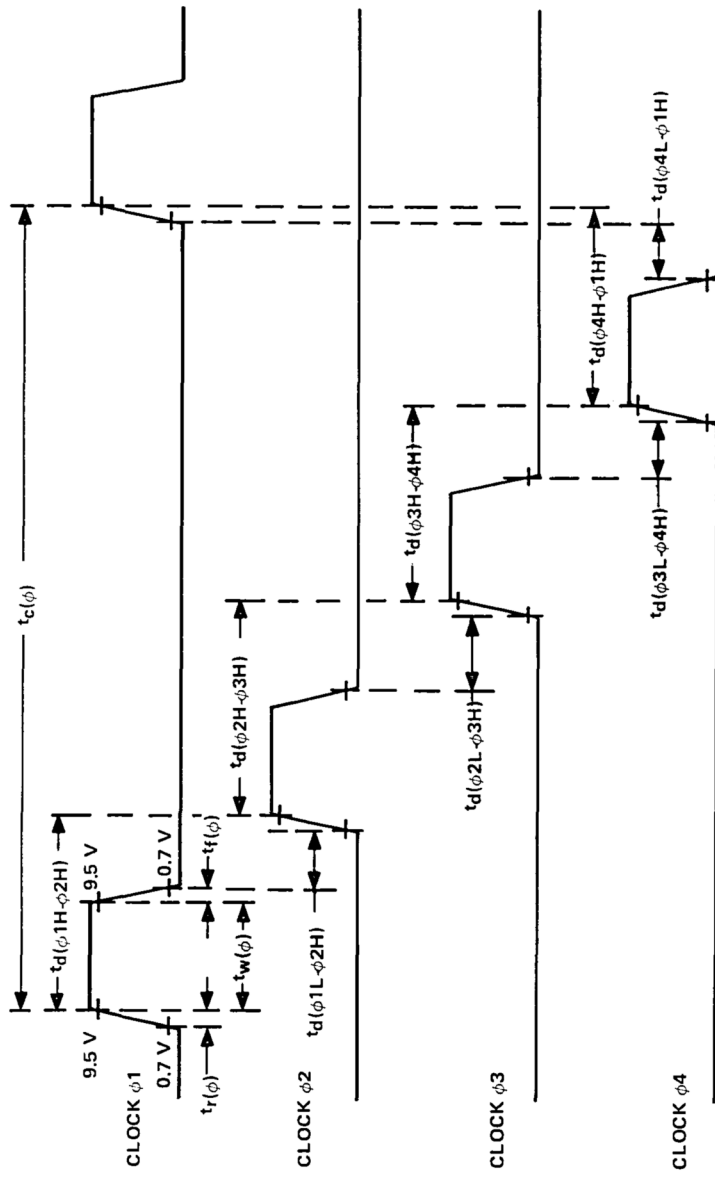 tc(ϕ)
td(ϕ1H-ϕ2H)
9.5 V
9.5 V
0.7 V
0.7 V
CLOCK ϕ1
tr(ϕ)
tw(ϕ)
tf(ϕ)
td(ϕ2H-ϕ3H)
td(ϕ1L-ϕ2H)
CLOCK ϕ2
td(ϕ3H-ϕ4H)
td(ϕ2L-ϕ3H)
CLOCK ϕ3
td(ϕ4H-ϕ1H)
td(ϕ3L-ϕ4H)
td(ϕ4L-ϕ1H)
CLOCK ϕ4